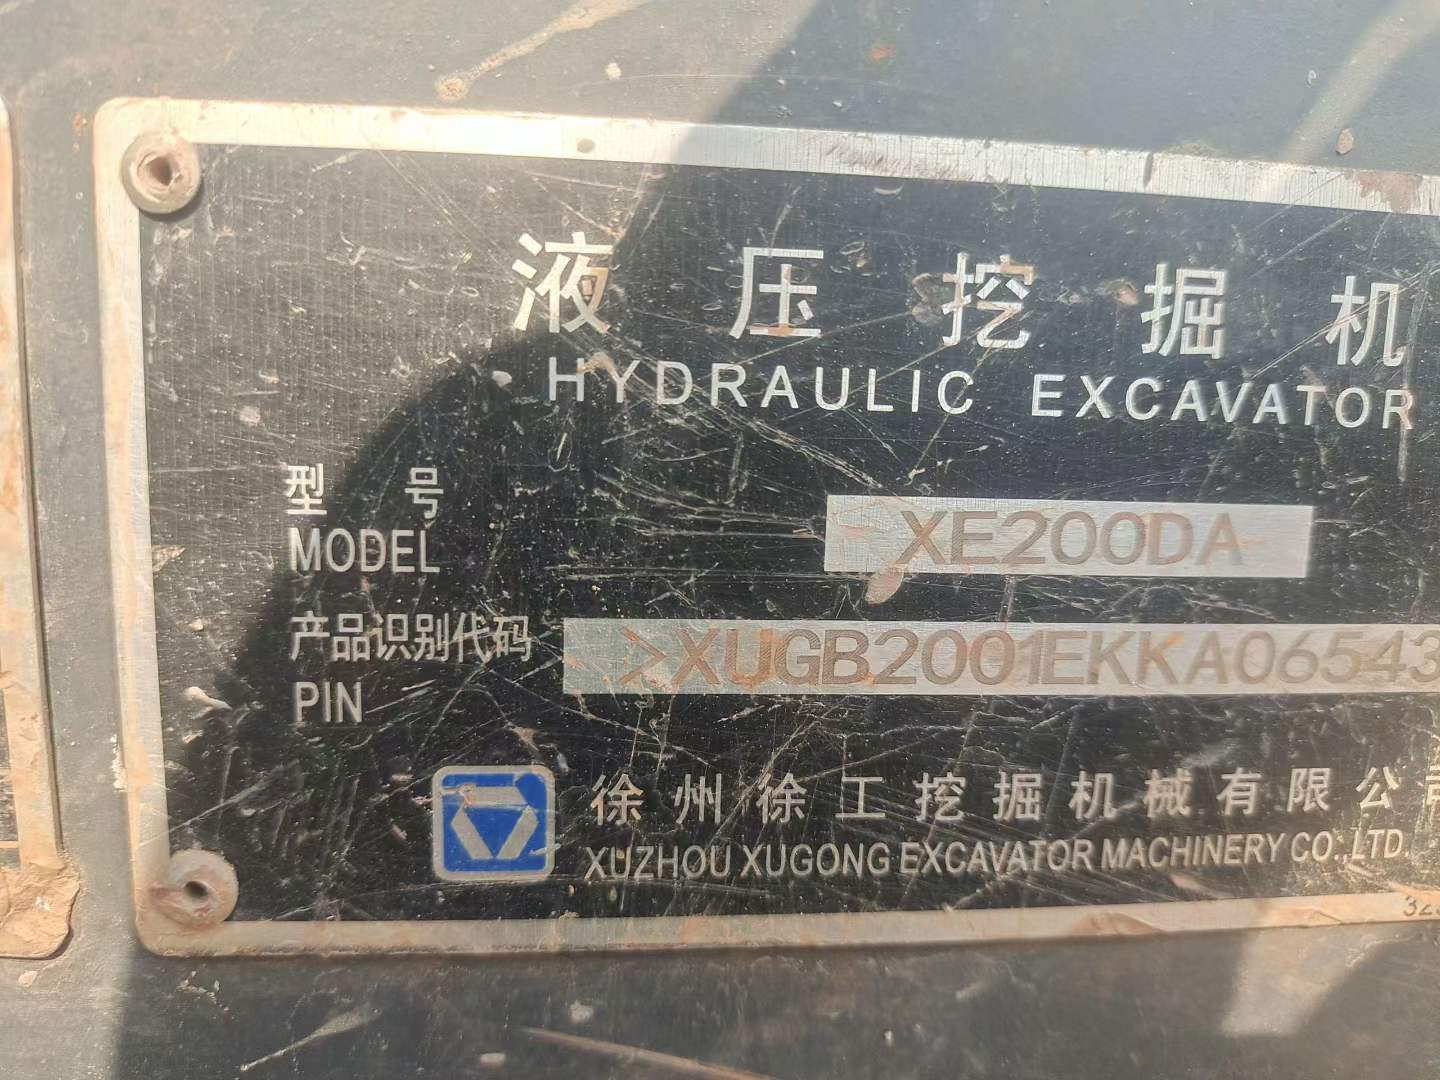 液压挖掘机
HYDRAULIC EXCAVATOR
型号
MODEL
XE200DA
产品识别代码
>XUGB2001EKKA06543
PIN
徐州徐工挖掘机械有限公司
XUZHOU XUGONG EXCAVATOR MACHINERY CO.,LTD.